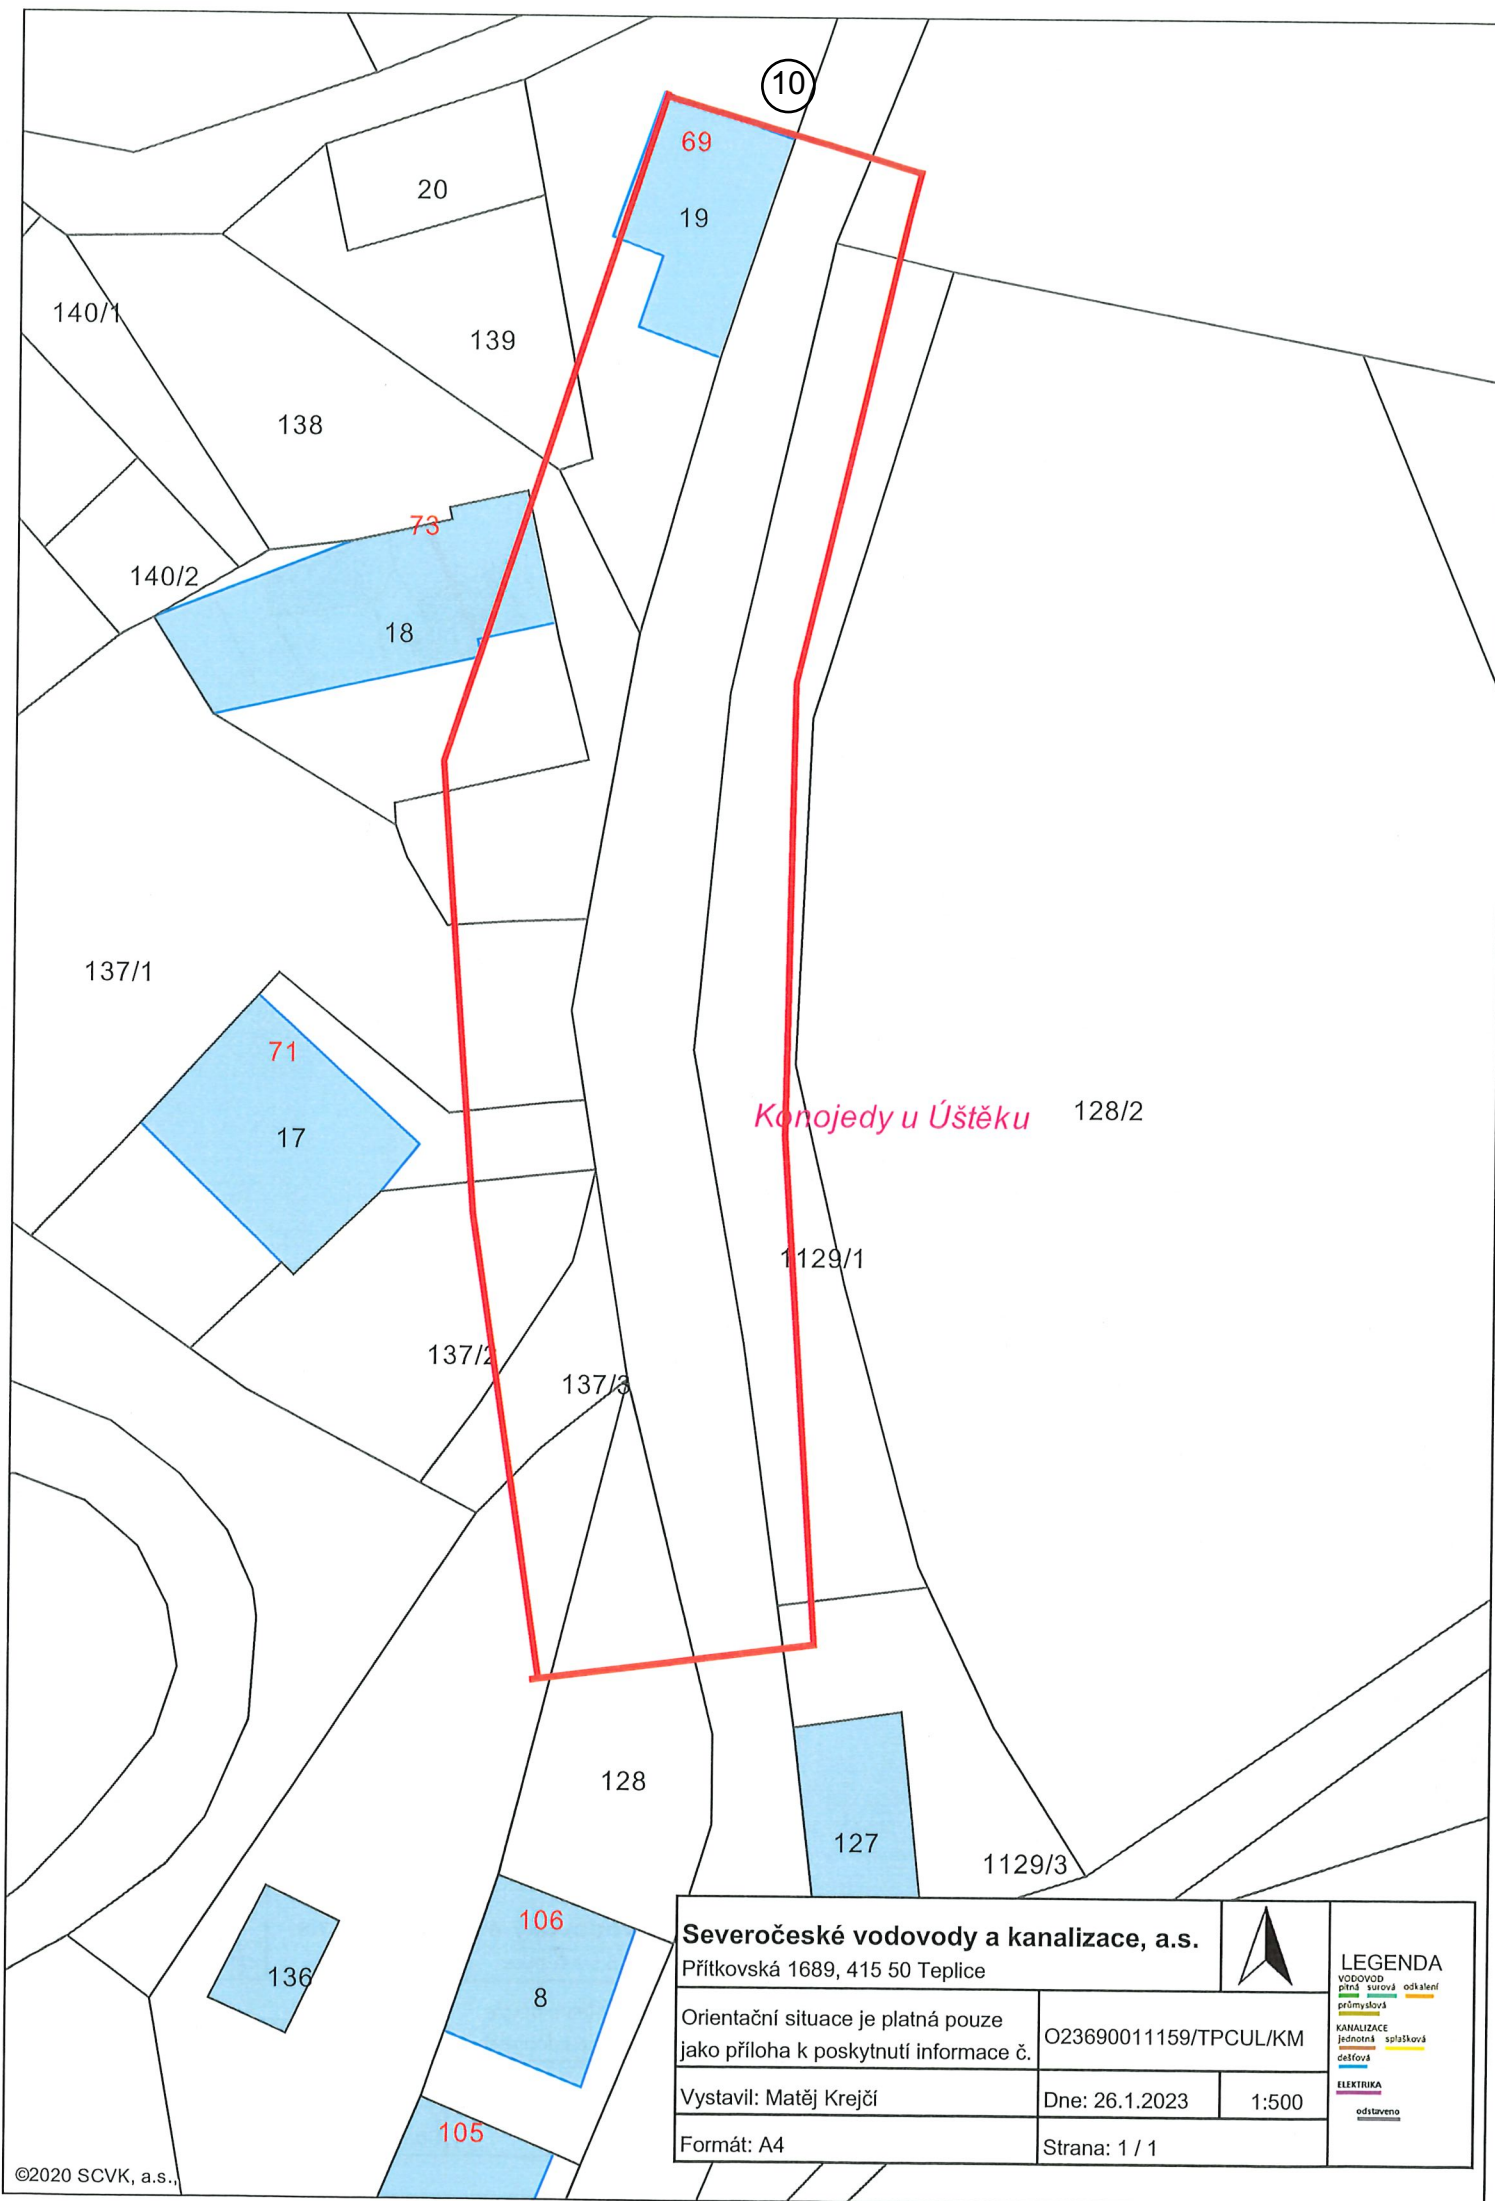 10
69
20
19
140/1
139
138
73
140/2
18
137/1
71
17
Konojedy u Úštěku
128/2
1129/1
137/2
137/3
128
127
1129/3
106
136
8
105
Severočeské vodovody a kanalizace, a.s.
Přítkovská 1689, 415 50 Teplice
Orientační situace je platná pouze
jako příloha k poskytnutí informace č.
O23690011159/TPCUL/KM
Vystavil: Matěj Krejčí
Dne: 26.1.2023
1:500
Formát: A4
Strana: 1 / 1
LEGENDA
VODOVOD
pitná surová odkalení
průmyslová
KANALIZACE
jednotná splašková
dešťová
ELEKTRIKA
odstaveno
©2020 SCVK, a.s.,